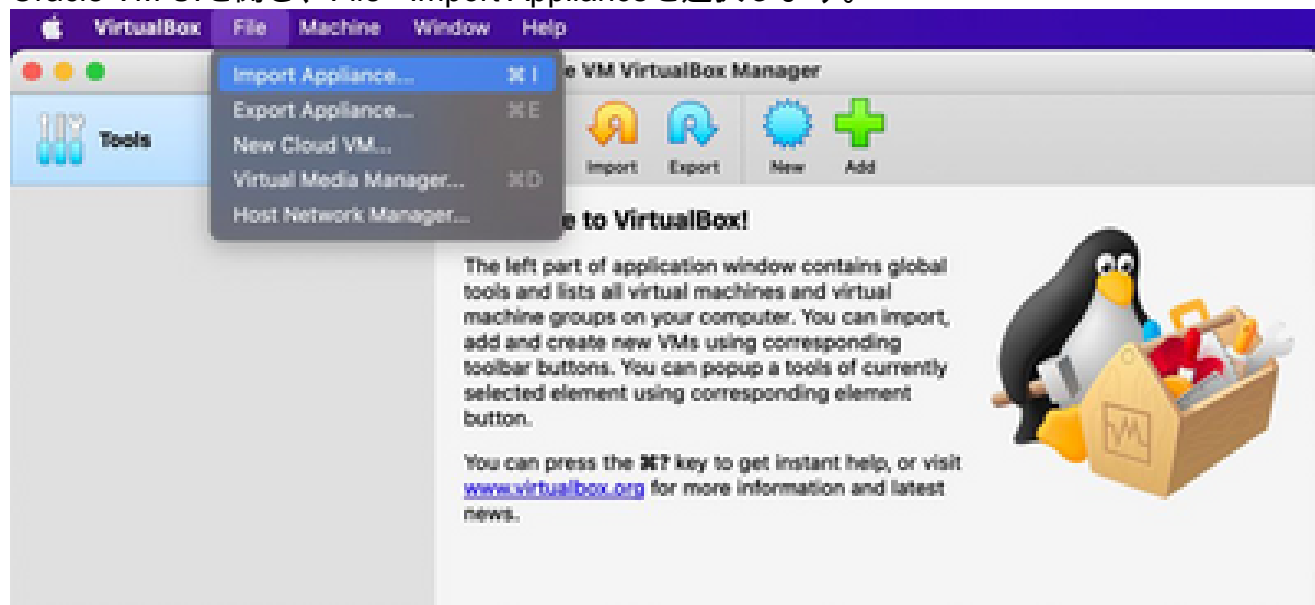 VirtualBox File Machine Window Help
Import Appliance... ⌘ I
Export Appliance... ⌘ E
New Cloud VM...
Virtual Media Manager... ⌘ D
Host Network Manager...
VM VirtualBox Manager
Tools
Import Export New Add
to VirtualBox!
The left part of application window contains global
tools and lists all virtual machines and virtual
machine groups on your computer. You can import,
add and create new VMs using corresponding
toolbar buttons. You can popup a tools of currently
selected element using corresponding element
button.
You can press the ⌘? key to get instant help, or visit
www.virtualbox.org for more information and latest
news.